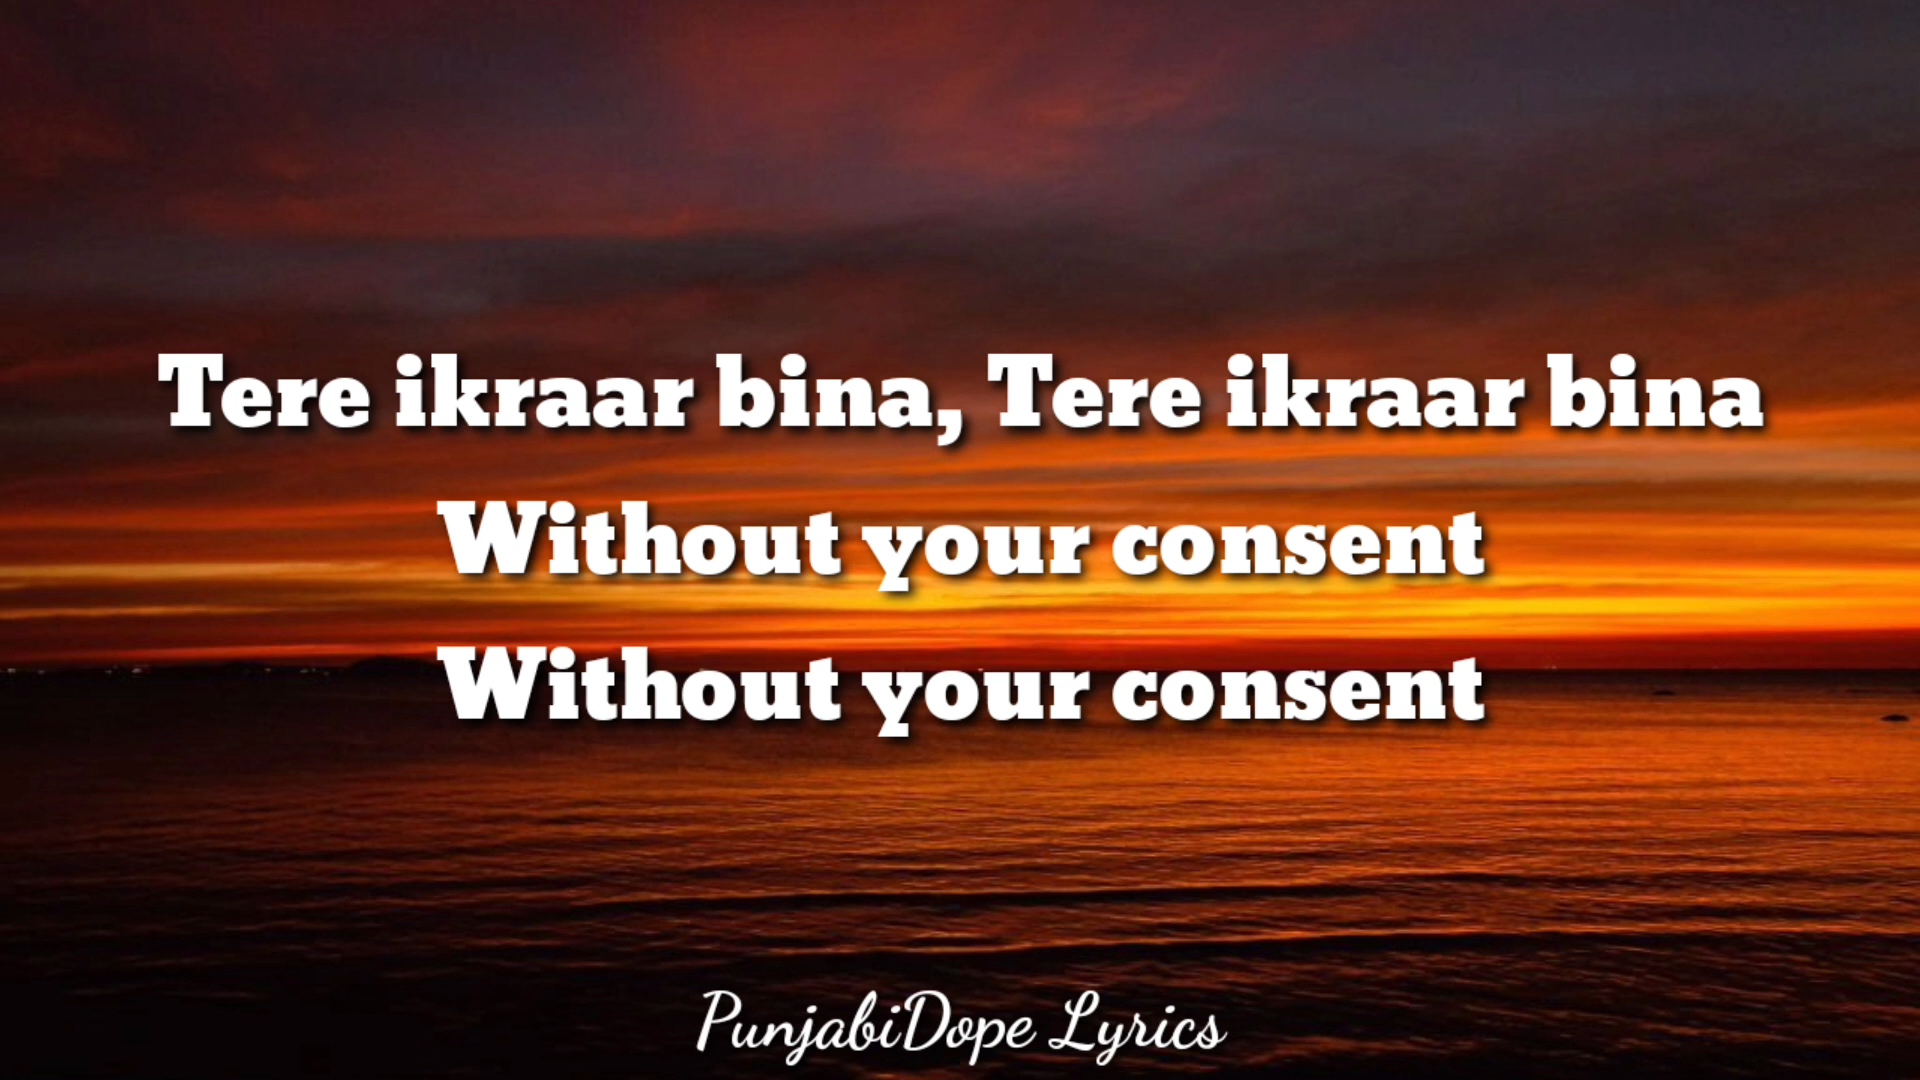 Tere ikraar bina, Tere ikraar bina
Without your consent
Without your consent
PunjabiDope Lyrics